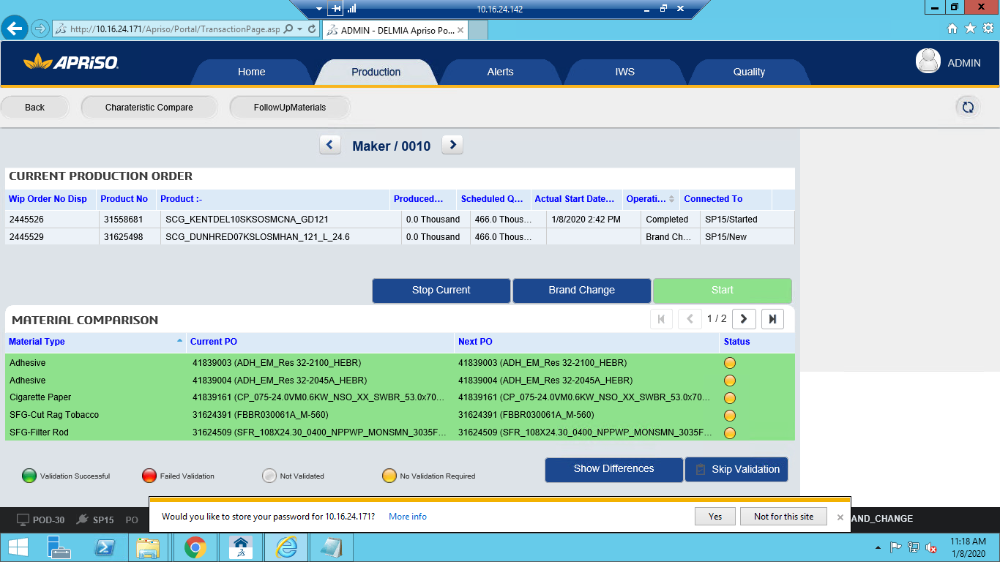 10.16.24.142
http://10.16.24.171/Apriso/Portal/TransactionPage.asp
ADMIN - DELMIA Apriso Po...
APRISO
Home
Production
Alerts
IWS
Quality
ADMIN
Back
Charateristic Compare
FollowUpMaterials
Maker / 0010
CURRENT PRODUCTION ORDER
Wip Order No Disp Product No Product :- Produced... Scheduled Q... Actual Start Date... Operati... Connected To
2445526 31558681 SCG_KENTDEL10SKSOSMCNA_GD121 0.0 Thousand 466.0 Thous... 1/8/2020 2:42 PM Completed SP15/Started
2445529 31625498 SCG_DUNHRED07KSLOSMHAN_121_L_24.6 0.0 Thousand 466.0 Thous... Brand Ch... SP15/New
Stop Current
Brand Change
Start
MATERIAL COMPARISON
1 / 2
Material Type Current PO Next PO Status
Adhesive 41839003 (ADH_EM_Res 32-2100_HEBR) 41839003 (ADH_EM_Res 32-2100_HEBR)
Adhesive 41839004 (ADH_EM_Res 32-2045A_HEBR) 41839004 (ADH_EM_Res 32-2045A_HEBR)
Cigarette Paper 41839161 (CP_075-24.0VM0.6KW_NSO_XX_SWBR_53.0x70... 41839161 (CP_075-24.0VM0.6KW_NSO_XX_SWBR_53.0x70...
SFG-Cut Rag Tobacco 31624391 (FBBR030061A_M-560) 31624391 (FBBR030061A_M-560)
SFG-Filter Rod 31624509 (SFR_108X24.30_0400_NPPWP_MONSMN_3035F... 31624509 (SFR_108X24.30_0400_NPPWP_MONSMN_3035F...
Validation Successful
Failed Validation
Not Validated
No Validation Required
Show Differences
Skip Validation
POD-30 SP15 PO
AND_CHANGE
Would you like to store your password for 10.16.24.171? More info
Yes
Not for this site
11:18 AM
1/8/2020